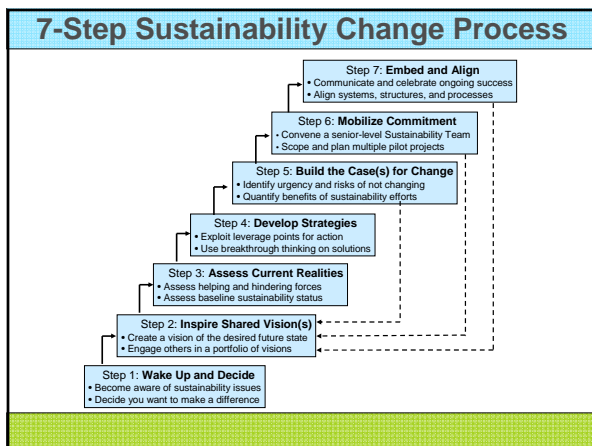 7-Step Sustainability Change Process
Step 7: Embed and Align
• Communicate and celebrate ongoing success
• Align systems, structures, and processes
Step 6: Mobilize Commitment
• Convene a senior-level Sustainability Team
• Scope and plan multiple pilot projects
Step 5: Build the Case(s) for Change
• Identify urgency and risks of not changing
• Quantify benefits of sustainability efforts
Step 4: Develop Strategies
• Exploit leverage points for action
• Use breakthrough thinking on solutions
Step 3: Assess Current Realities
• Assess helping and hindering forces
• Assess baseline sustainability status
Step 2: Inspire Shared Vision(s)
• Create a vision of the desired future state
• Engage others in a portfolio of visions
Step 1: Wake Up and Decide
• Become aware of sustainability issues
• Decide you want to make a difference